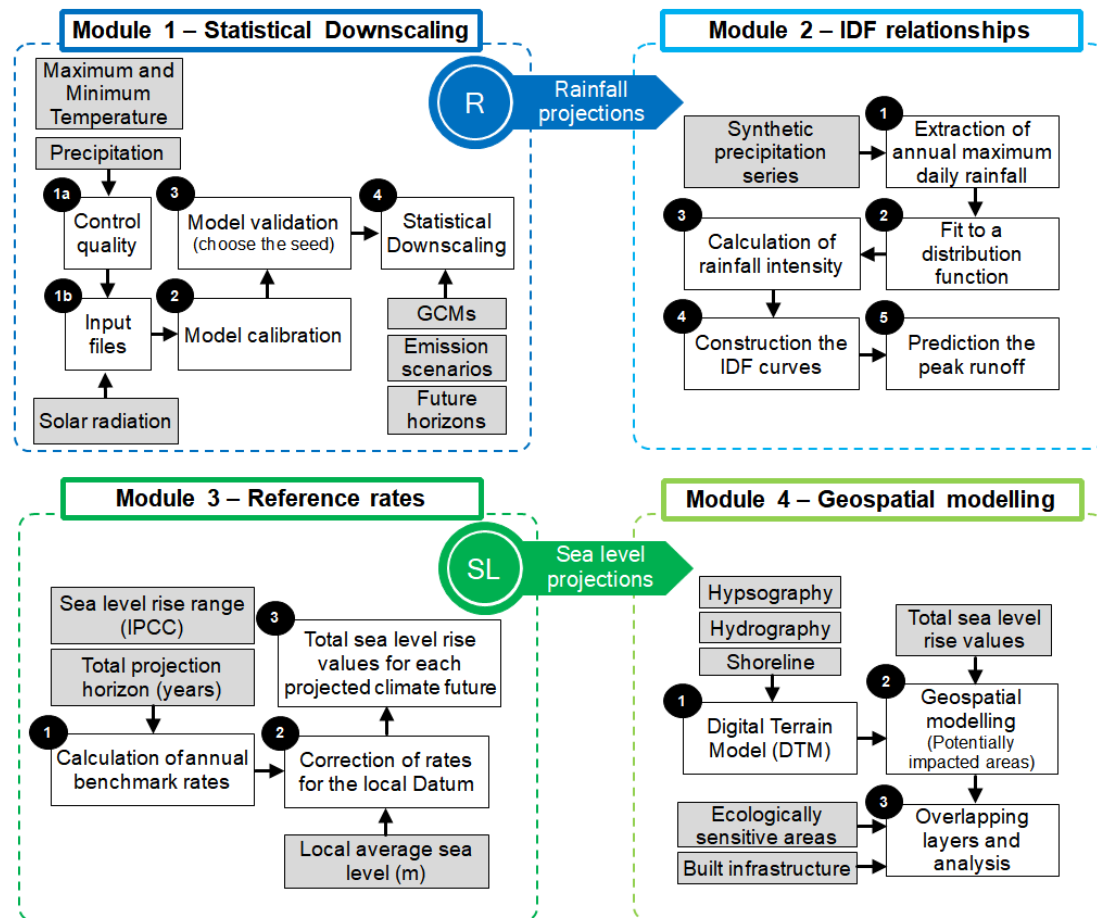 Module 1 – Statistical Downscaling
Maximum and
Minimum
Temperature
Precipitation
1a
Control
quality
1b
Input
files
Solar radiation
2
Model calibration
3
Model validation
(choose the seed)
4
Statistical
Downscaling
GCMs
Emission
scenarios
Future
horizons
R
Rainfall
projections
Module 2 – IDF relationships
Synthetic
precipitation
series
1
Extraction of
annual maximum
daily rainfall
2
Fit to a
distribution
function
3
Calculation of
rainfall intensity
4
Construction the
IDF curves
5
Prediction the
peak runoff
Module 3 – Reference rates
Sea level rise range
(IPCC)
Total projection
horizon (years)
1
Calculation of annual
benchmark rates
2
Correction of rates
for the local Datum
Local average sea
level (m)
3
Total sea level rise
values for each
projected climate future
SL
Sea level
projections
Module 4 – Geospatial modelling
Hypsography
Hydrography
Shoreline
1
Digital Terrain
Model (DTM)
Total sea level
rise values
2
Geospatial
modelling
(Potentially
impacted areas)
Ecologically
sensitive areas
Built infrastructure
3
Overlapping
layers and
analysis